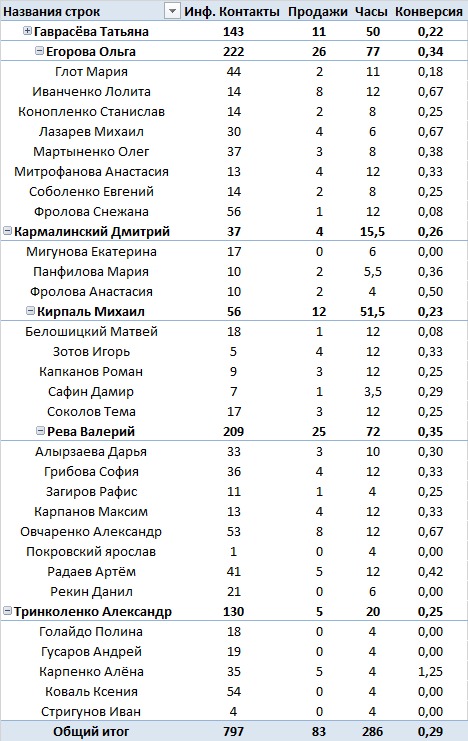 Названия строк Инф. Контакты Продажи Часы Конверсия
Гаврасёва Татьяна 143 11 50 0,22
Егорова Ольга 222 26 77 0,34
Глот Мария 44 2 11 0,18
Иванченко Лолита 14 8 12 0,67
Конопленко Станислав 14 2 8 0,25
Лазарев Михаил 30 4 6 0,67
Мартыненко Олег 37 3 8 0,38
Митрофанова Анастасия 13 4 12 0,33
Соболенко Евгений 14 2 8 0,25
Фролова Снежана 56 1 12 0,08
Кармалинский Дмитрий 37 4 15,5 0,26
Мигунова Екатерина 17 0 6 0,00
Панфилова Мария 10 2 5,5 0,36
Фролова Анастасия 10 2 4 0,50
Кирпаль Михаил 56 12 51,5 0,23
Белошицкий Матвей 18 1 12 0,08
Зотов Игорь 5 4 12 0,33
Капканов Роман 9 3 12 0,25
Сафин Дамир 7 1 3,5 0,29
Соколов Тема 17 3 12 0,25
Рева Валерий 209 25 72 0,35
Алырзаева Дарья 33 3 10 0,30
Грибова София 36 4 12 0,33
Загиров Рафис 11 1 4 0,25
Карпанов Максим 13 4 12 0,33
Овчаренко Александр 53 8 12 0,67
Покровский ярослав 1 0 4 0,00
Радаев Артём 41 5 12 0,42
Рекин Данил 21 0 6 0,00
Тринколенко Александр 130 5 20 0,25
Голайдо Полина 18 0 4 0,00
Гусаров Андрей 19 0 4 0,00
Карпенко Алёна 35 5 4 1,25
Коваль Ксения 54 0 4 0,00
Стригунов Иван 4 0 4 0,00
Общий итог 797 83 286 0,29